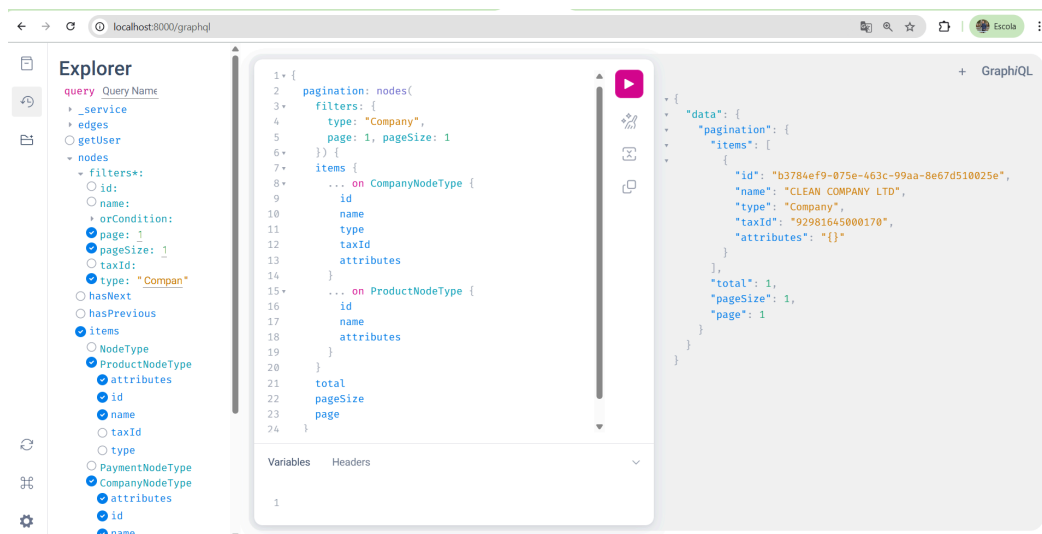 localhost:8000/graphql
Escola
Explorer
query Query Name
_service
edges
getUser
nodes
filters*:
id:
name:
orCondition:
page: 1
pageSize: 1
taxId:
type: "Compan"
hasNext
hasPrevious
items
NodeType
ProductNodeType
attributes
id
name
taxId
type
PaymentNodeType
CompanyNodeType
attributes
id
name
1 {
2 pagination: nodes(
3 filters: {
4 type: "Company",
5 page: 1, pageSize: 1
6 }) {
7 items {
8 ... on CompanyNodeType {
9 id
10 name
11 type
12 taxId
13 attributes
14 }
15 ... on ProductNodeType {
16 id
17 name
18 attributes
19 }
20 }
21 total
22 pageSize
23 page
24 }
Variables Headers
1
+ GraphiQL
{
"data": {
"pagination": {
"items": [
{
"id": "b3784ef9-075e-463c-99aa-8e67d510025e",
"name": "CLEAN COMPANY LTD",
"type": "Company",
"taxId": "92981645000170",
"attributes": "{}"
}
],
"total": 1,
"pageSize": 1,
"page": 1
}
}
}